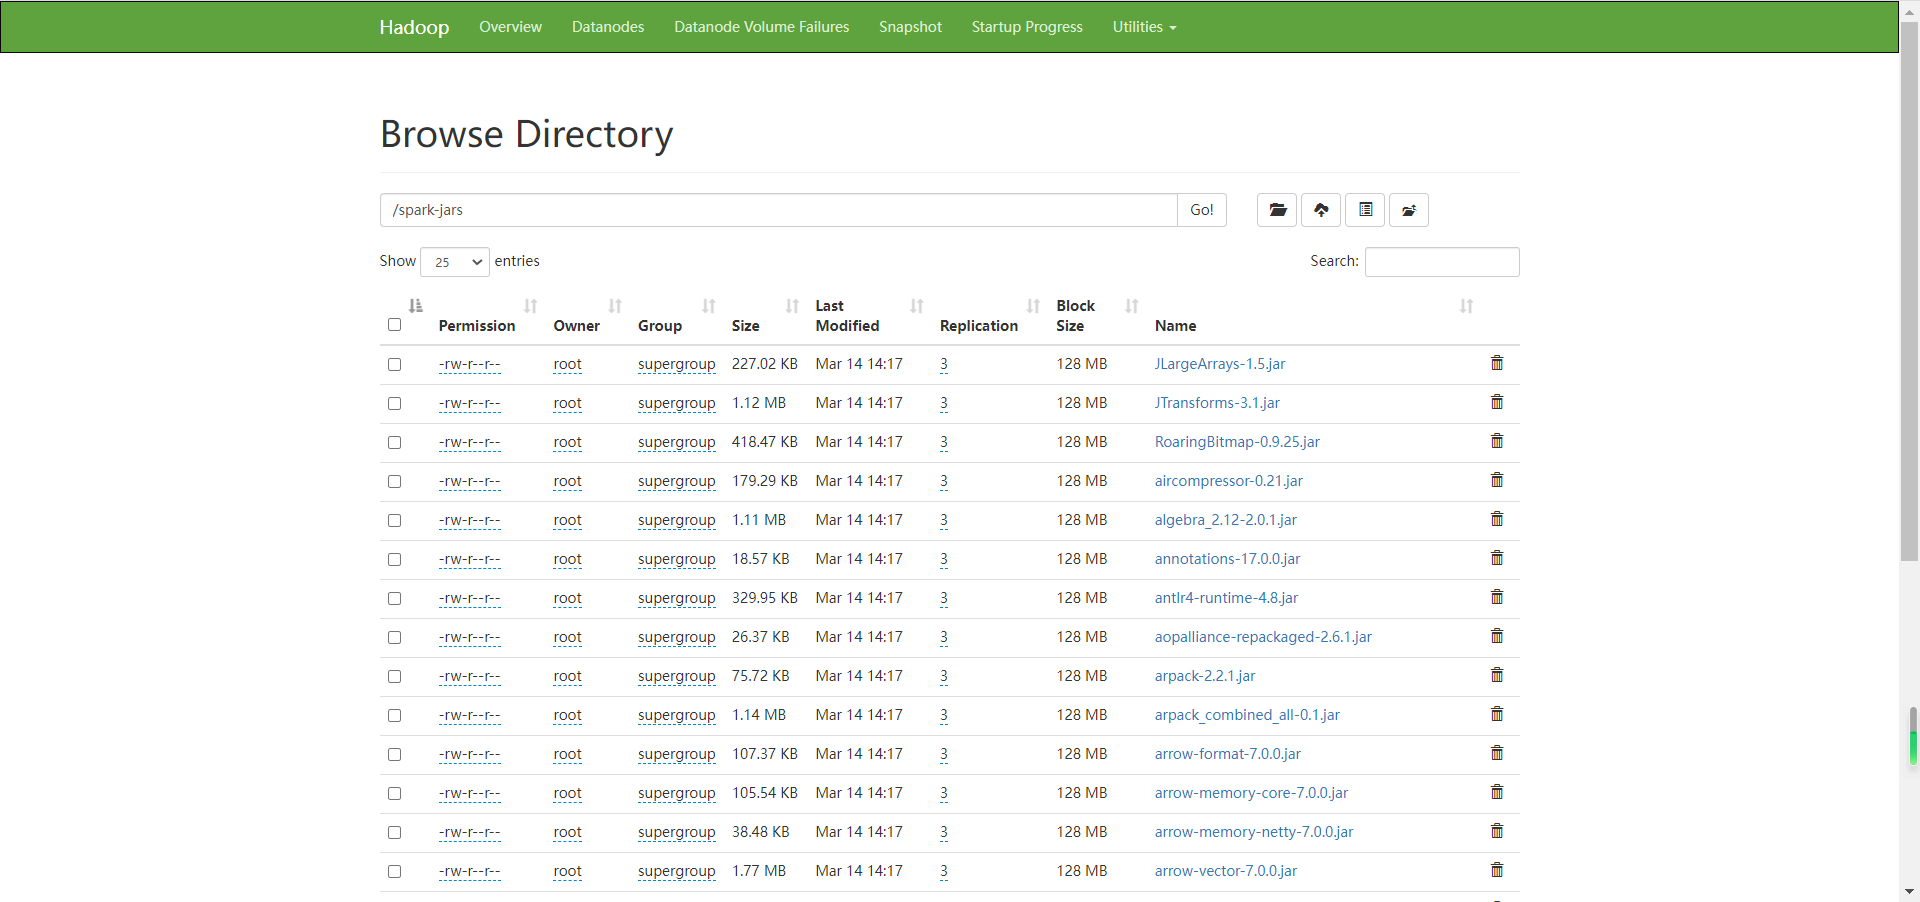 Hadoop Overview Datanodes Datanode Volume Failures Snapshot Startup Progress Utilities
Browse Directory
/spark-jars Go!
Show 25 entries Search:
Permission Owner Group Size Last Modified Replication Block Size Name
-rw-r--r-- root supergroup 227.02 KB Mar 14 14:17 3 128 MB JLargeArrays-1.5.jar
-rw-r--r-- root supergroup 1.12 MB Mar 14 14:17 3 128 MB JTransforms-3.1.jar
-rw-r--r-- root supergroup 418.47 KB Mar 14 14:17 3 128 MB RoaringBitmap-0.9.25.jar
-rw-r--r-- root supergroup 179.29 KB Mar 14 14:17 3 128 MB aircompressor-0.21.jar
-rw-r--r-- root supergroup 1.11 MB Mar 14 14:17 3 128 MB algebra_2.12-2.0.1.jar
-rw-r--r-- root supergroup 18.57 KB Mar 14 14:17 3 128 MB annotations-17.0.0.jar
-rw-r--r-- root supergroup 329.95 KB Mar 14 14:17 3 128 MB antlr4-runtime-4.8.jar
-rw-r--r-- root supergroup 26.37 KB Mar 14 14:17 3 128 MB aopalliance-repackaged-2.6.1.jar
-rw-r--r-- root supergroup 75.72 KB Mar 14 14:17 3 128 MB arpack-2.2.1.jar
-rw-r--r-- root supergroup 1.14 MB Mar 14 14:17 3 128 MB arpack_combined_all-0.1.jar
-rw-r--r-- root supergroup 107.37 KB Mar 14 14:17 3 128 MB arrow-format-7.0.0.jar
-rw-r--r-- root supergroup 105.54 KB Mar 14 14:17 3 128 MB arrow-memory-core-7.0.0.jar
-rw-r--r-- root supergroup 38.48 KB Mar 14 14:17 3 128 MB arrow-memory-netty-7.0.0.jar
-rw-r--r-- root supergroup 1.77 MB Mar 14 14:17 3 128 MB arrow-vector-7.0.0.jar